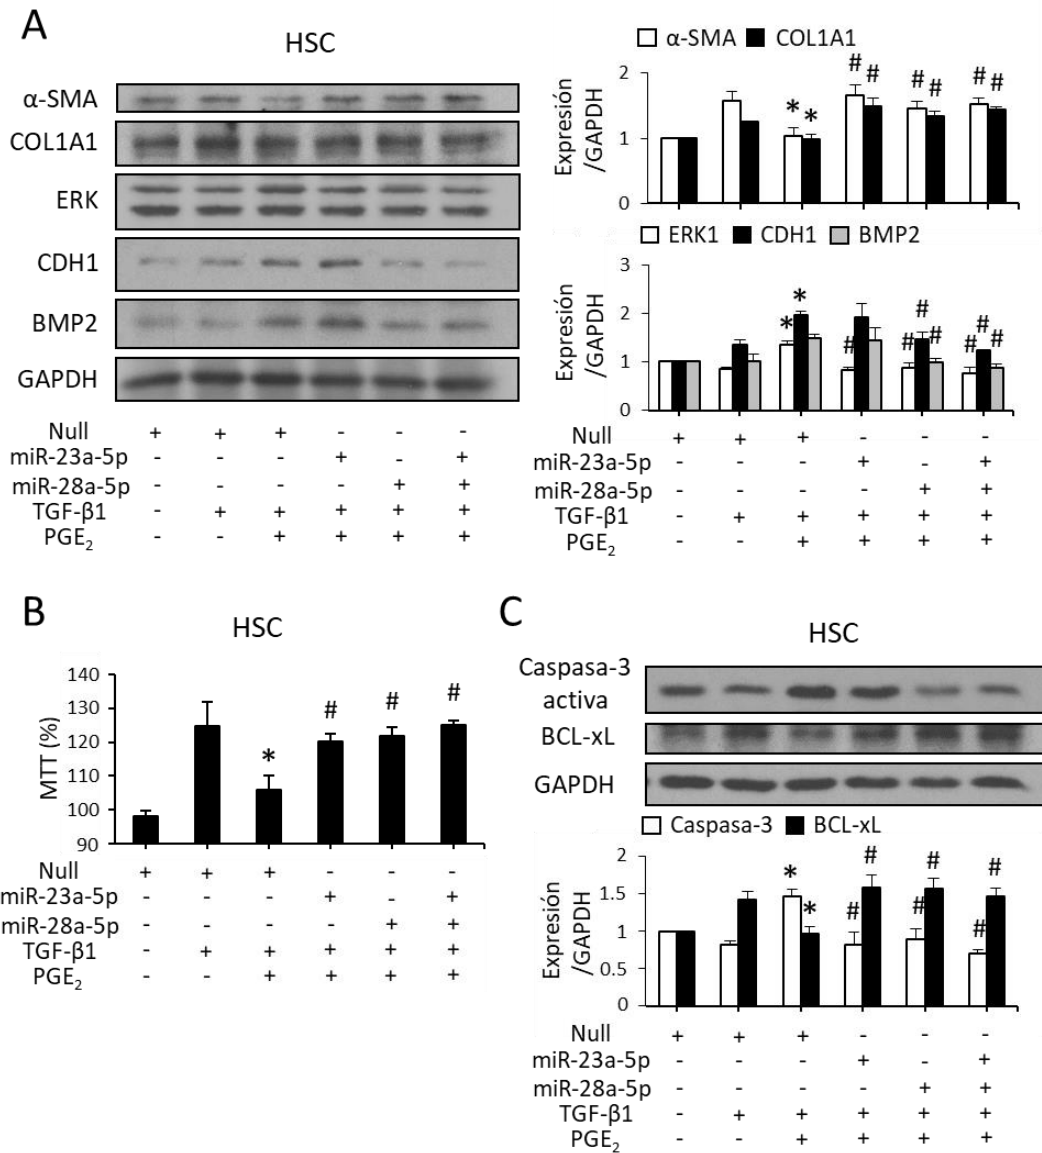 A
HSC
α-SMA
COL1A1
ERK
CDH1
BMP2
GAPDH
Null + + + - - -
miR-23a-5p - - - + - +
miR-28a-5p - - - - + +
TGF-β1 - + + + + +
PGE₂ - - + + + +
α-SMA COL1A1
Expresión
/GAPDH
2
1
0
* * # # # # # #
ERK1 CDH1 BMP2
Expresión
/GAPDH
3
2
1
0
* * # # # # # # #
Null + + + - - -
miR-23a-5p - - - + - +
miR-28a-5p - - - - + +
TGF-β1 - + + + + +
PGE₂ - - + + + +
B
HSC
MTT (%)
140
130
120
110
100
90
* # # #
Null + + + - - -
miR-23a-5p - - - + - +
miR-28a-5p - - - - + +
TGF-β1 - + + + + +
PGE₂ - - + + + +
C
HSC
Caspasa-3
activa
BCL-xL
GAPDH
Caspasa-3 BCL-xL
Expresión
/GAPDH
2
1.5
1
0.5
0
* * # # # # # #
Null + + + - - -
miR-23a-5p - - - + - +
miR-28a-5p - - - - + +
TGF-β1 - + + + + +
PGE₂ - - + + + +